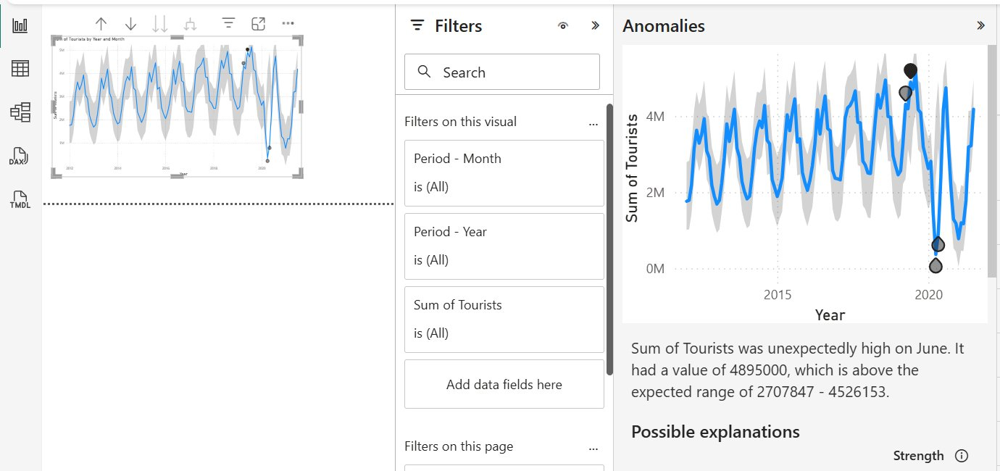 DAX
TMDL
Sum of Tourists by Year and Month
5M
4M
3M
2M
1M
Sum of Tourists
2012
2014
2016
2018
2020
Year
Filters
Search
Filters on this visual
...
Period - Month
is (All)
Period - Year
is (All)
Sum of Tourists
is (All)
Add data fields here
Filters on this page
...
Anomalies
Sum of Tourists
4M
2M
0M
2015
2020
Year
Sum of Tourists was unexpectedly high on June. It
had a value of 4895000, which is above the
expected range of 2707847 - 4526153.
Possible explanations
Strength